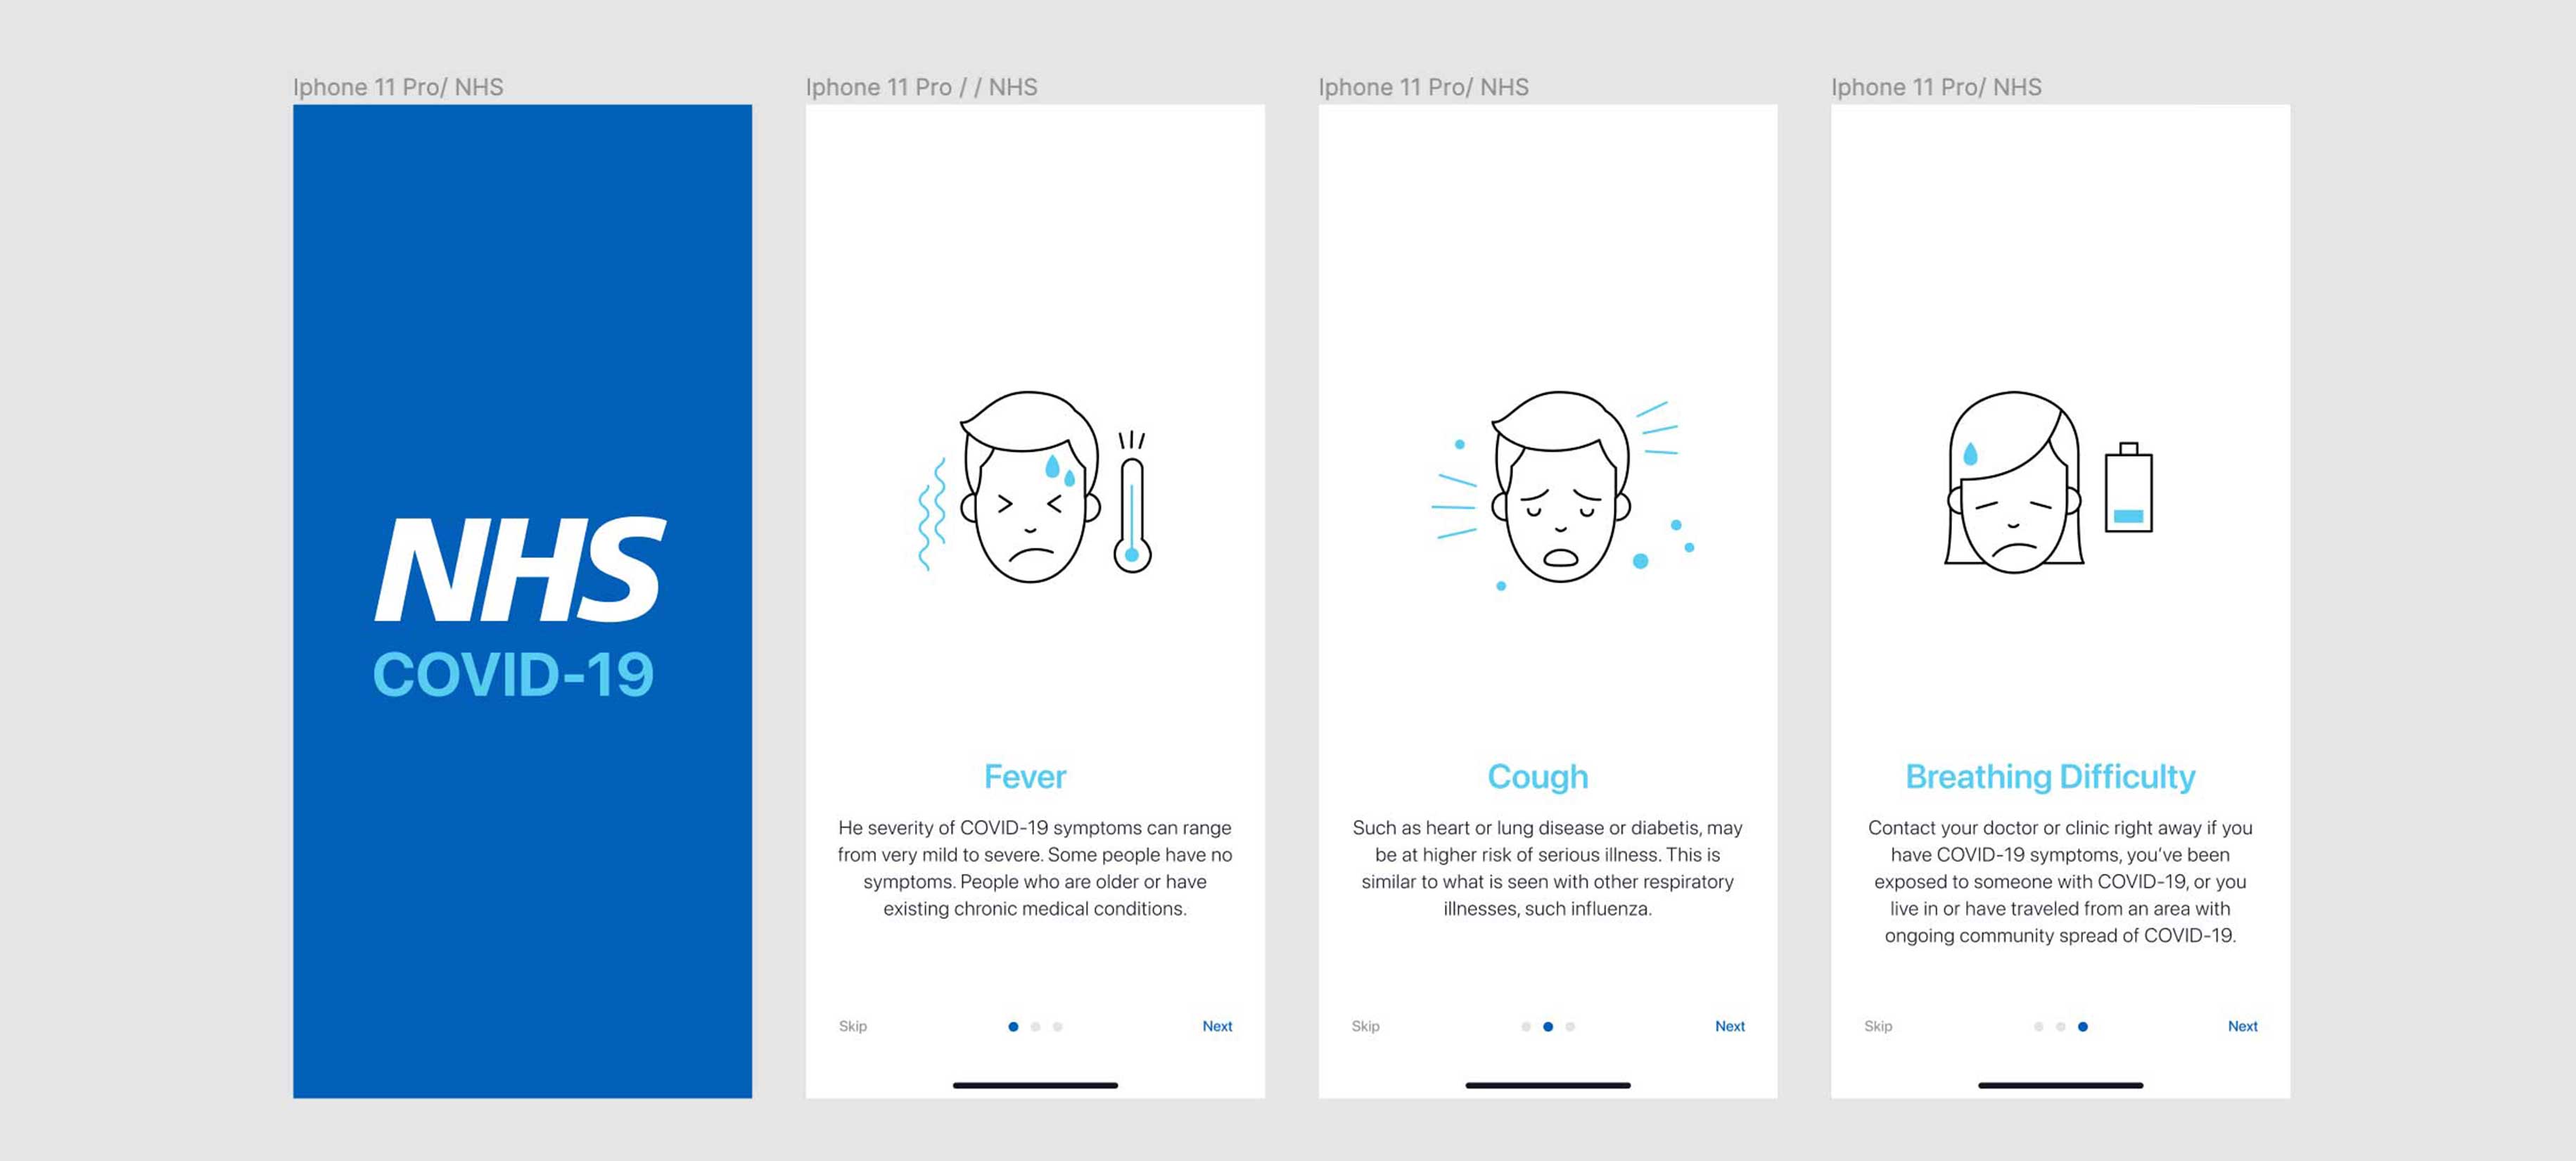 Iphone 11 Pro/ NHS
NHS
COVID-19
Iphone 11 Pro / / NHS
Fever
He severity of COVID-19 symptoms can range
from very mild to severe. Some people have no
symptoms. People who are older or have
existing chronic medical conditions.
Skip
Next
Iphone 11 Pro/ NHS
Cough
Such as heart or lung disease or diabetis, may
be at higher risk of serious illness. This is
similar to what is seen with other respiratory
illnesses, such influenza.
Skip
Next
Iphone 11 Pro/ NHS
Breathing Difficulty
Contact your doctor or clinic right away if you
have COVID-19 symptoms, you’ve been
exposed to someone with COVID-19, or you
live in or have traveled from an area with
ongoing community spread of COVID-19.
Skip
Next